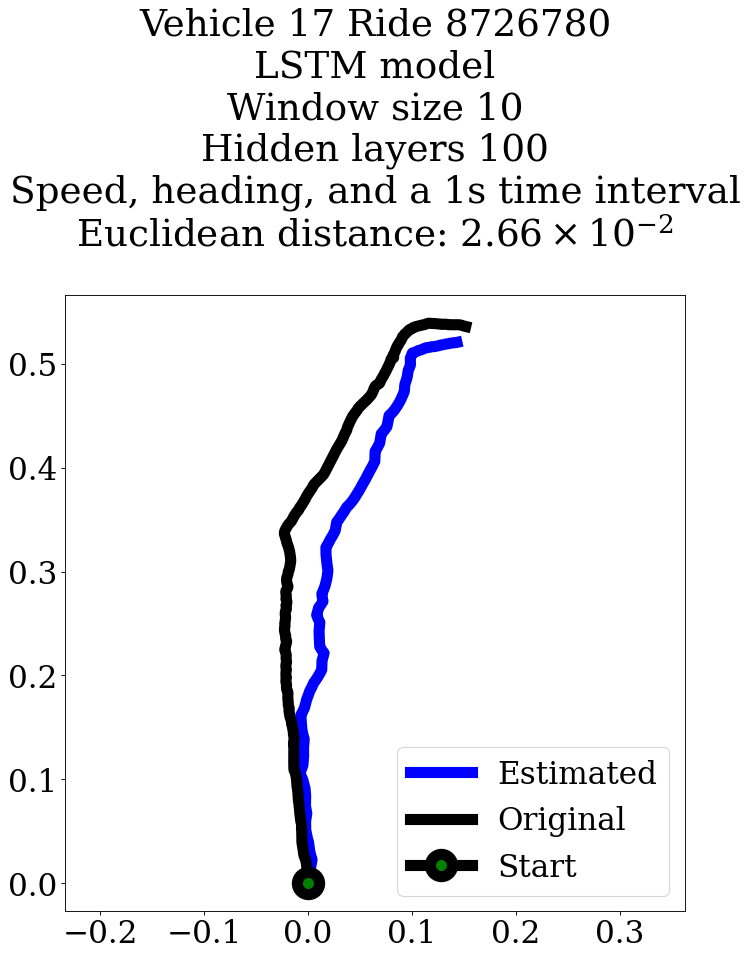 Vehicle 17 Ride 8726780
LSTM model
Window size 10
Hidden layers 100
Speed, heading, and a 1s time interval
Euclidean distance: 2.66 × 10⁻²
0.5
0.4
0.3
0.2
0.1
0.0
−0.2 −0.1 0.0 0.1 0.2 0.3
Estimated
Original
Start